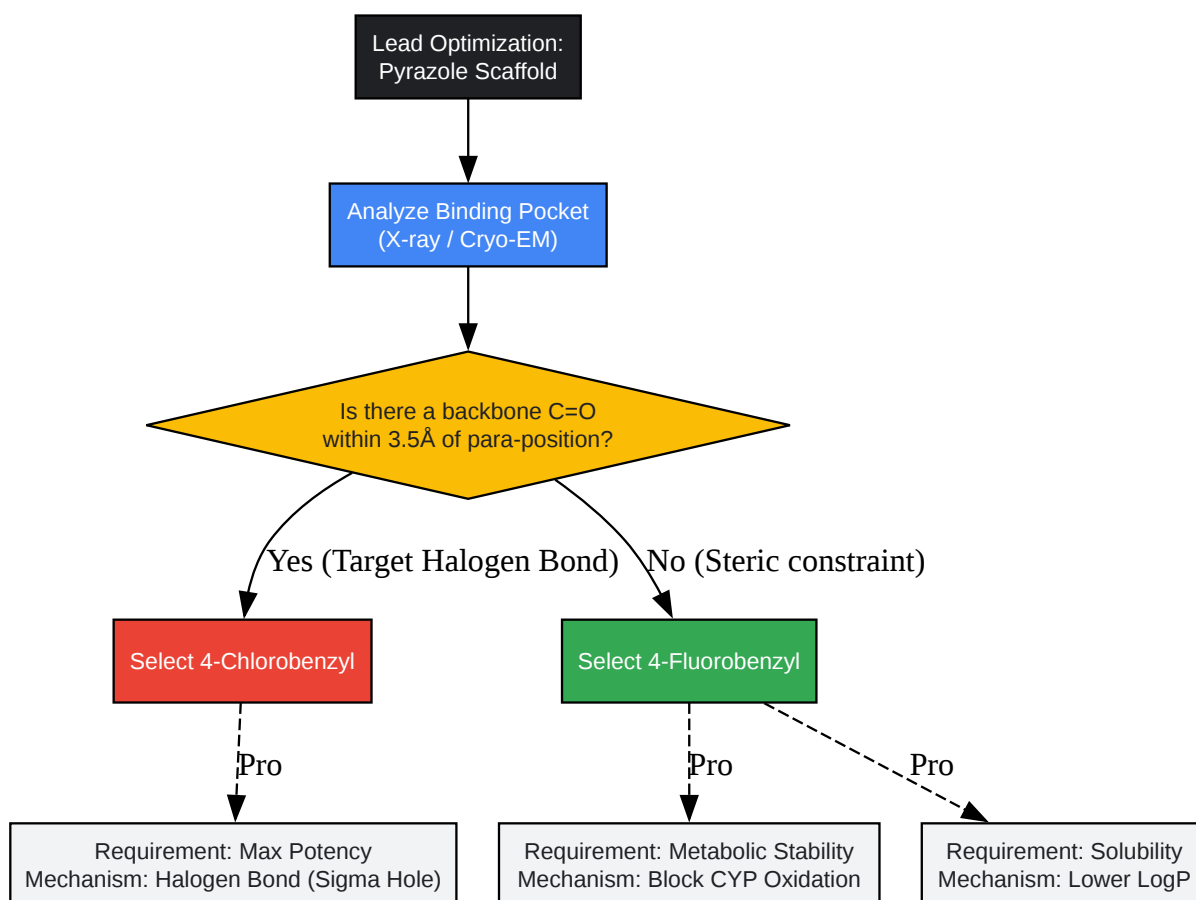 Lead Optimization:
Pyrazole Scaffold
Analyze Binding Pocket
(X-ray / Cryo-EM)
Is there a backbone C=O
within 3.5Å of para-position?
Yes (Target Halogen Bond)
No (Steric constraint)
Select 4-Chlorobenzyl
Select 4-Fluorobenzyl
Pro
Pro
Pro
Requirement: Max Potency
Mechanism: Halogen Bond (Sigma Hole)
Requirement: Metabolic Stability
Mechanism: Block CYP Oxidation
Requirement: Solubility
Mechanism: Lower LogP